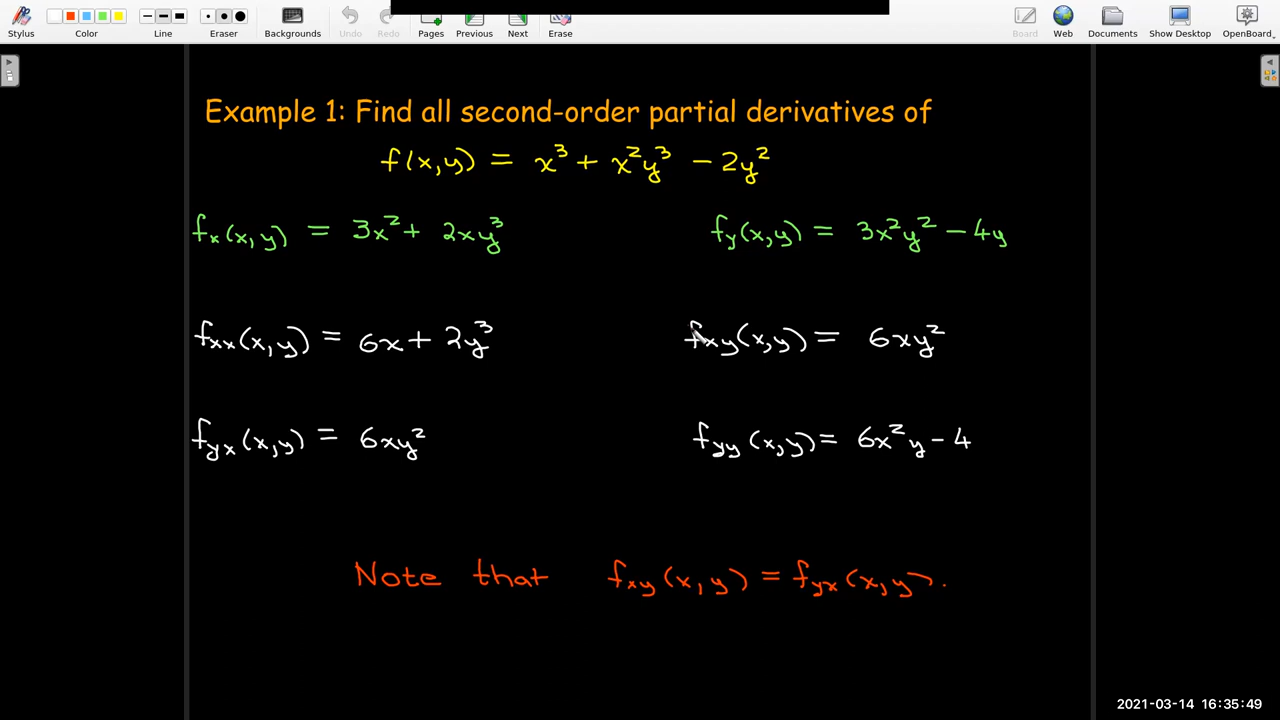 Stylus Color Line Eraser Backgrounds Undo Redo Pages Previous Next Erase Board Web Documents Show Desktop OpenBoard
Example 1: Find all second-order partial derivatives of
f(x,y) = x³ + x²y³ − 2y²
fx(x,y) = 3x² + 2xy³ fy(x,y) = 3x²y² − 4y
fxx(x,y) = 6x + 2y³ fxy(x,y) = 6xy²
fyx(x,y) = 6xy² fyy(x,y) = 6x²y − 4
Note that fxy(x,y) = fyx(x,y).
2021-03-14 16:35:49